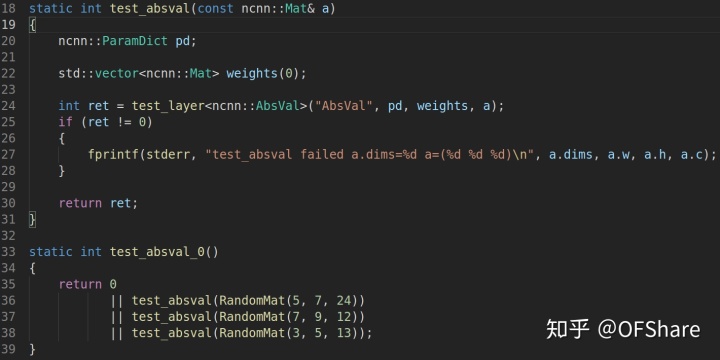 18 static int test_absval(const ncnn::Mat& a)
19 {
20     ncnn::ParamDict pd;
21
22     std::vector<ncnn::Mat> weights(0);
23
24     int ret = test_layer<ncnn::AbsVal>("AbsVal", pd, weights, a);
25     if (ret != 0)
26     {
27         fprintf(stderr, "test_absval failed a.dims=%d a=(%d %d %d)\n", a.dims, a.w, a.h, a.c);
28     }
29
30     return ret;
31 }
32
33 static int test_absval_0()
34 {
35     return 0
36            || test_absval(RandomMat(5, 7, 24))
37            || test_absval(RandomMat(7, 9, 12))
38            || test_absval(RandomMat(3, 5, 13));
39 }
知乎 @OFShare